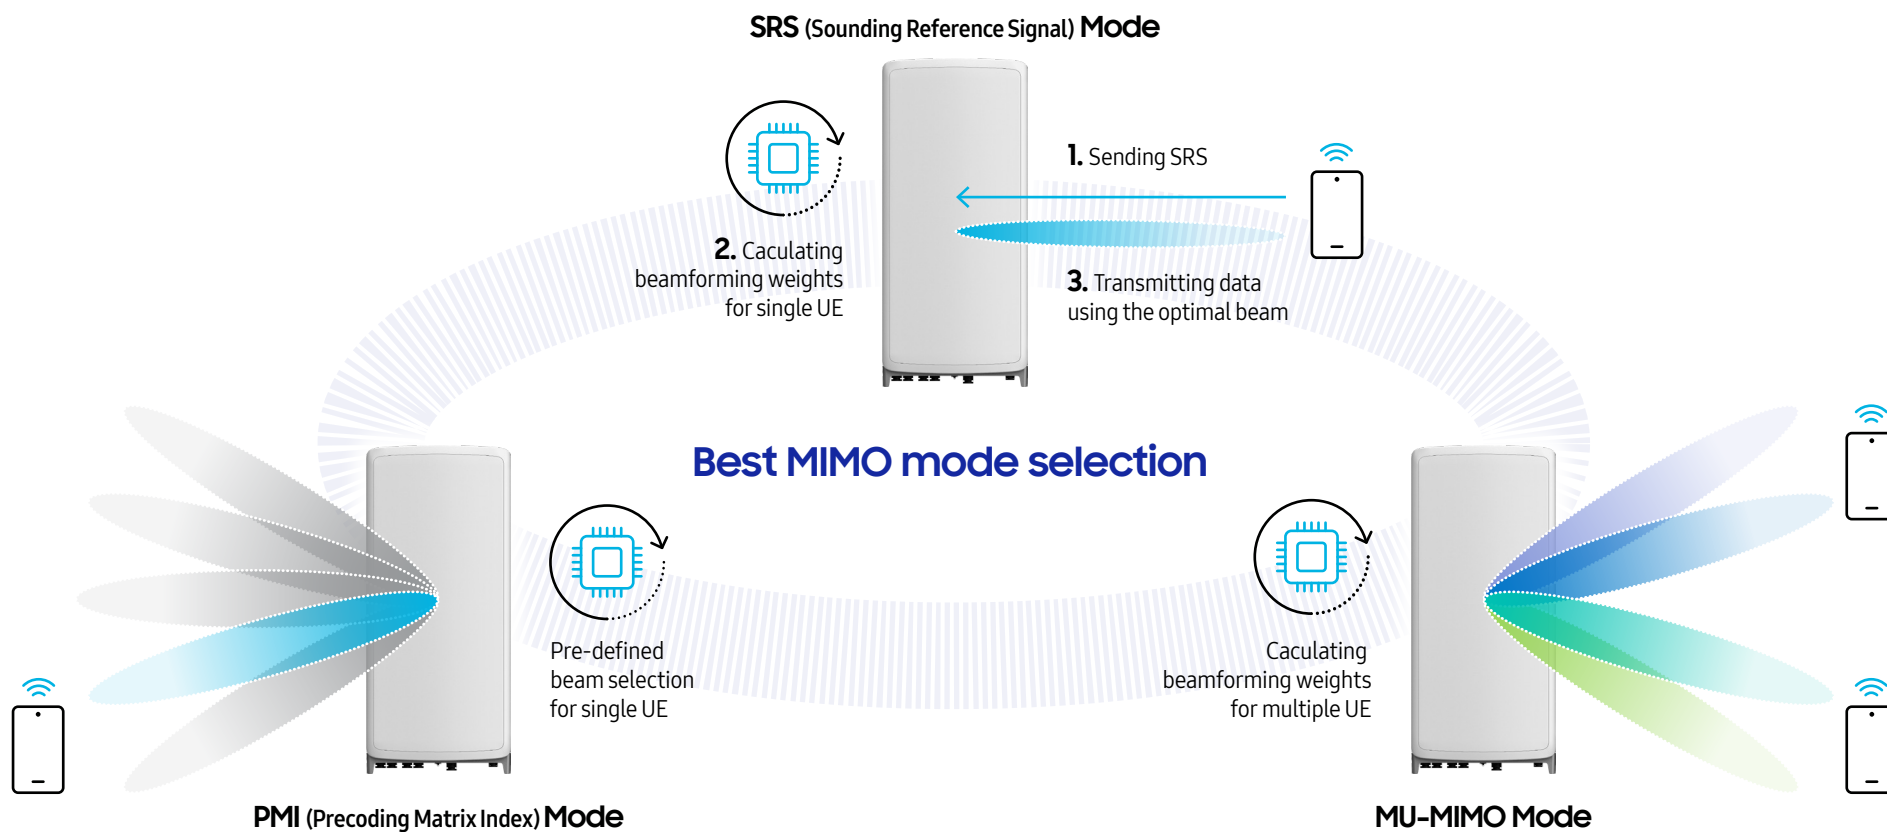 SRS (Sounding Reference Signal) Mode
1. Sending SRS
2. Caculating
beamforming weights
for single UE
3. Transmitting data
using the optimal beam
Best MIMO mode selection
Pre-defined
beam selection
for single UE
Caculating
beamforming weights
for multiple UE
PMI (Precoding Matrix Index) Mode
MU-MIMO Mode